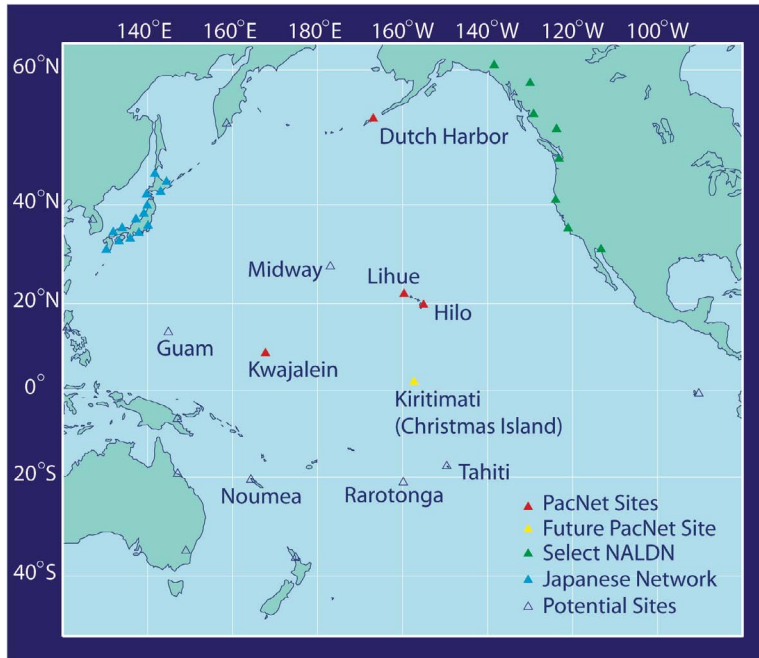 140°E 160°E 180°W 160°W 140°W 120°W 100°W
60°N
Dutch Harbor
40°N
Midway
Lihue
20°N
Hilo
Guam
Kwajalein
0°
Kiritimati
(Christmas Island)
Tahiti
20°S
Noumea
Rarotonga
PacNet Sites
Future PacNet Site
Select NALDN
40°S
Japanese Network
Potential Sites